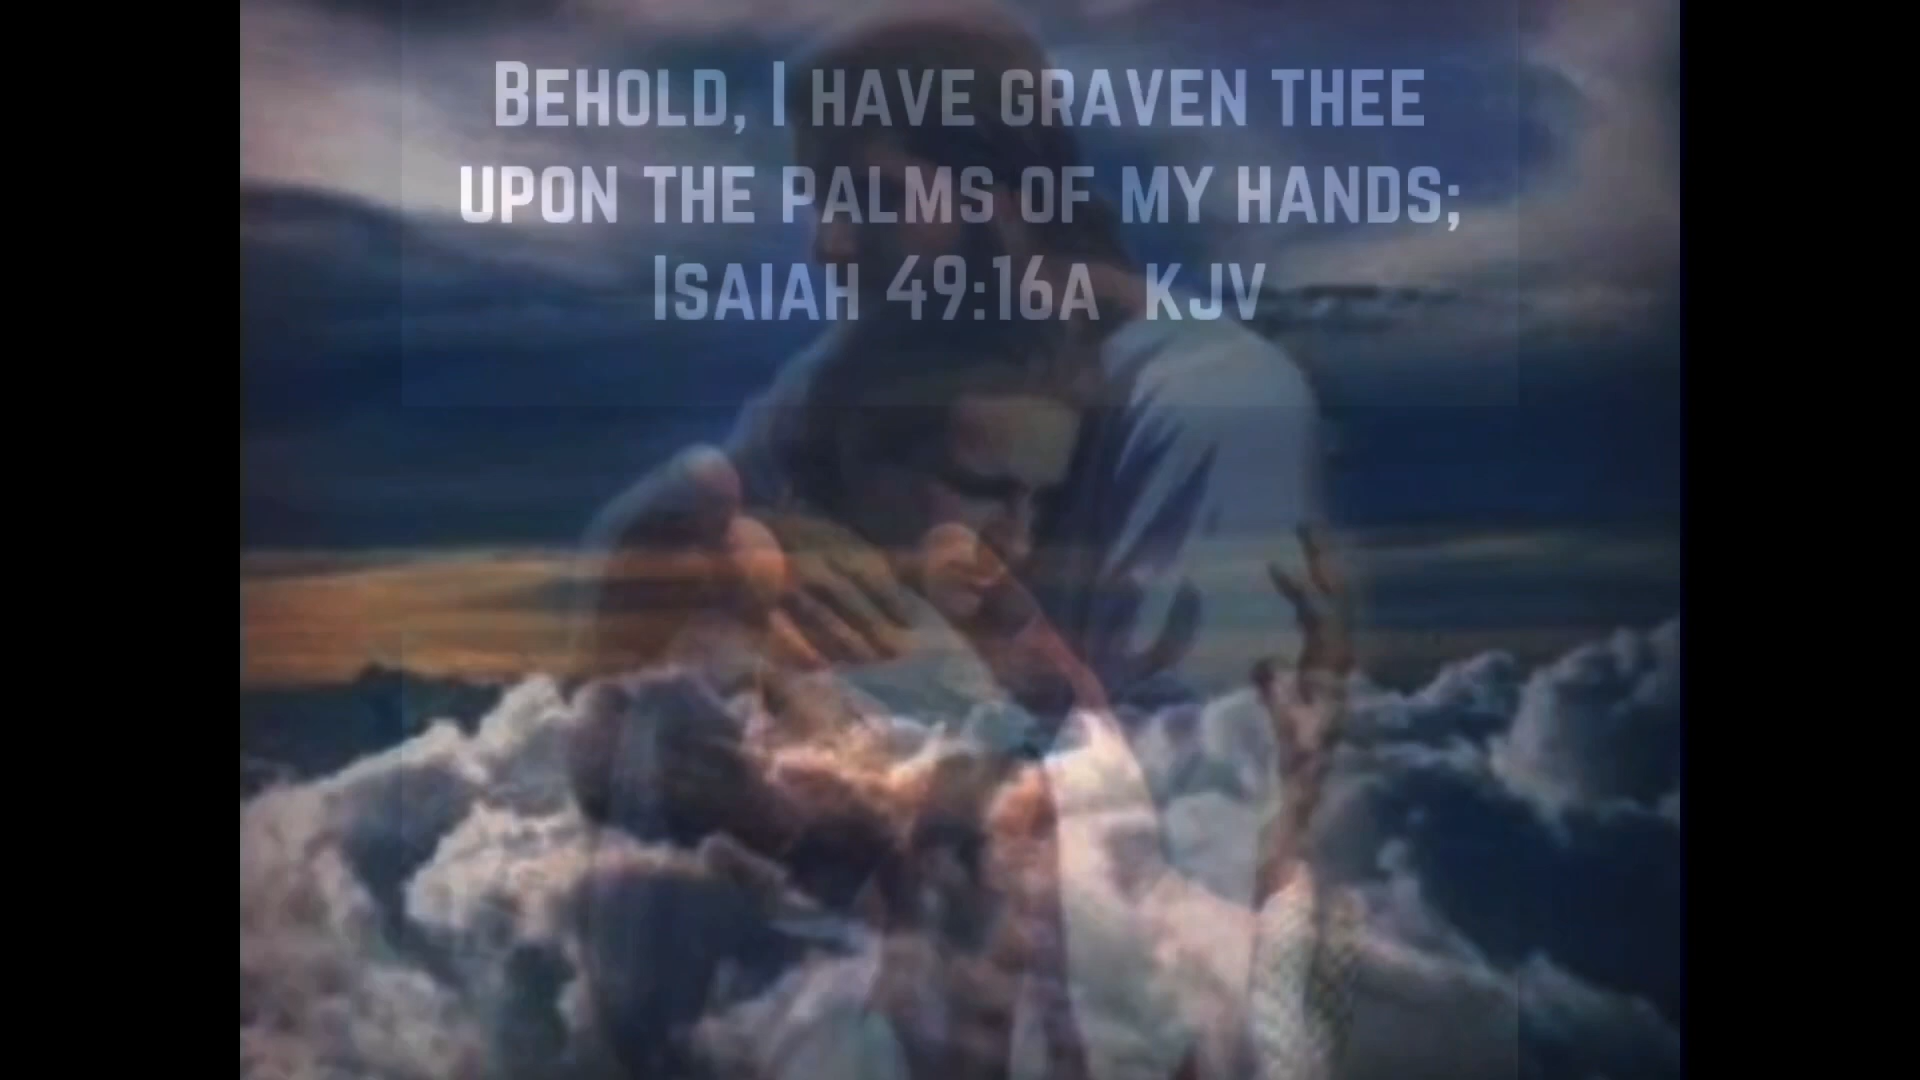 Behold, I have graven thee
upon the palms of my hands;
Isaiah 49:16a kjv